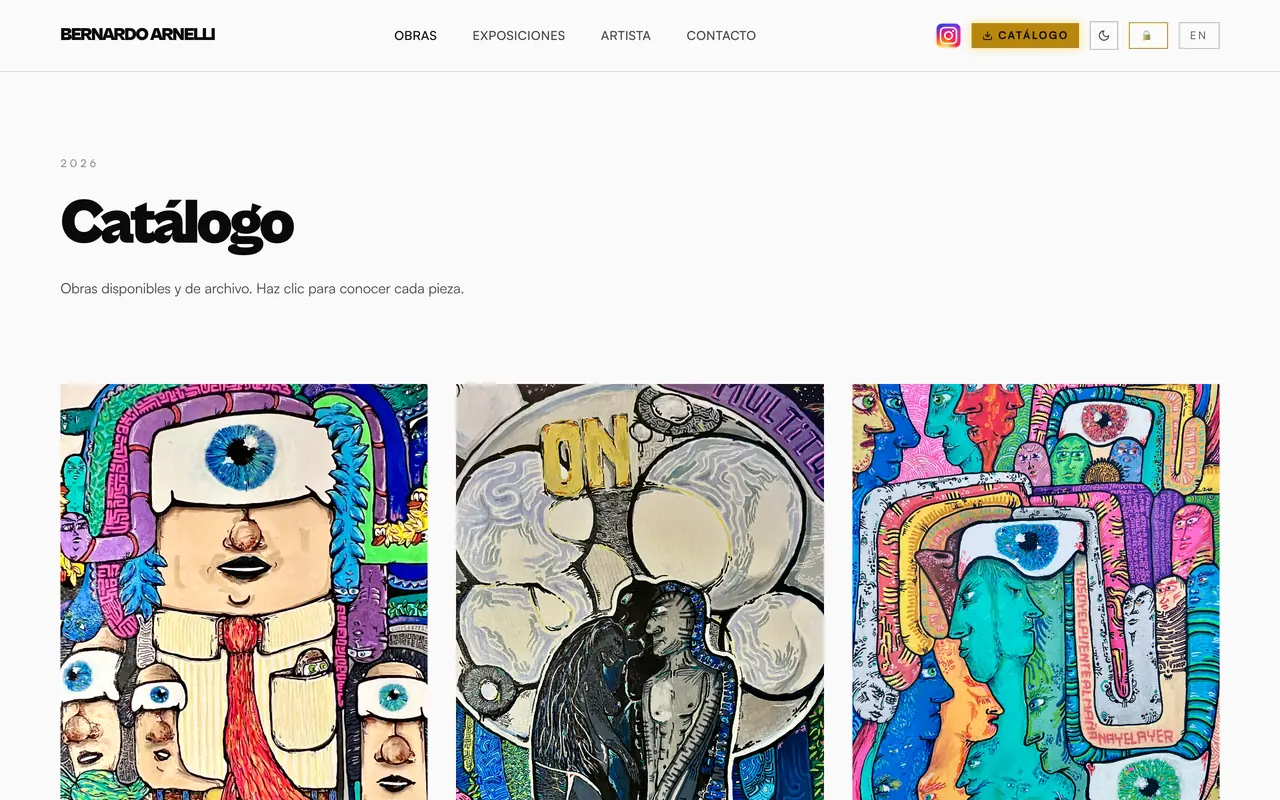 BERNARDO ARNELLI
OBRAS
EXPOSICIONES
ARTISTA
CONTACTO
CATÁLOGO
EN
2026
Catálogo
Obras disponibles y de archivo. Haz clic para conocer cada pieza.
ON
NAYELAYER